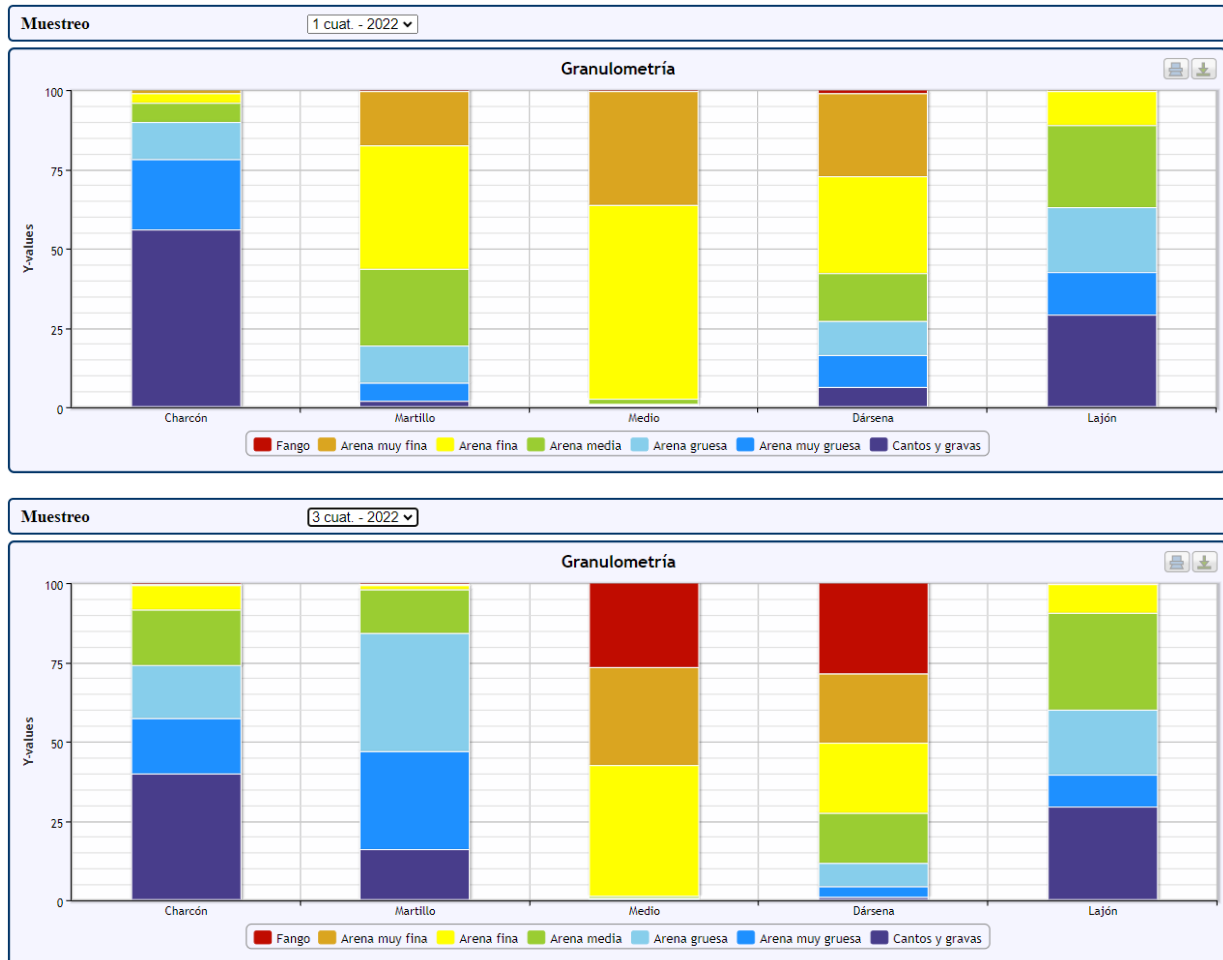 Muestreo 1 cuat. - 2022
Granulometría
100
75
50
25
0
Y-values
Charcón Martillo Medio Dársena Lajón
Fango Arena muy fina Arena fina Arena media Arena gruesa Arena muy gruesa Cantos y gravas
Muestreo 3 cuat. - 2022
Granulometría
100
75
50
25
0
Y-values
Charcón Martillo Medio Dársena Lajón
Fango Arena muy fina Arena fina Arena media Arena gruesa Arena muy gruesa Cantos y gravas